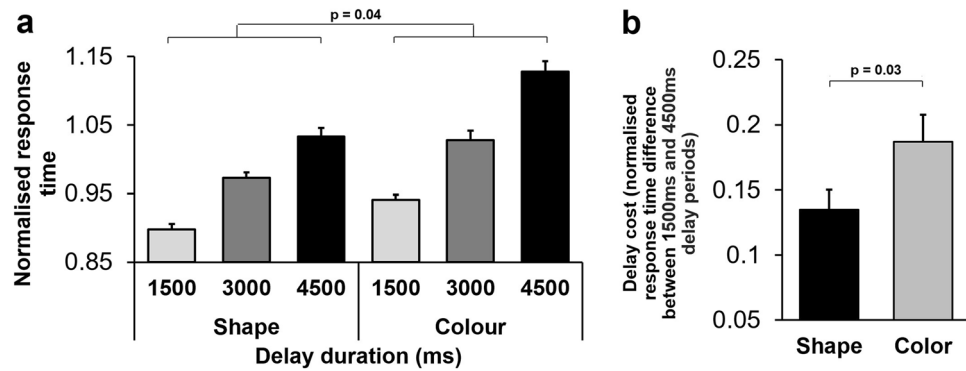 a
p = 0.04
Normalised response
time
1.15
1.05
0.95
0.85
1500 3000 4500 1500 3000 4500
Shape Colour
Delay duration (ms)
b
p = 0.03
Delay cost (normalised
response time difference
between 1500ms and 4500ms
delay periods)
0.25
0.2
0.15
0.1
0.05
Shape Color